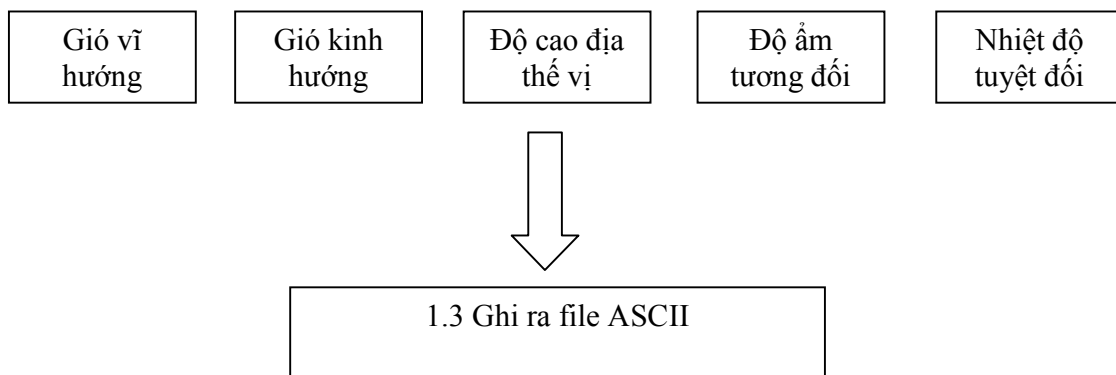 Gió vĩ
hướng
Gió kinh
hướng
Độ cao địa
thế vị
Độ ẩm
tương đối
Nhiệt độ
tuyệt đối
1.3 Ghi ra file ASCII